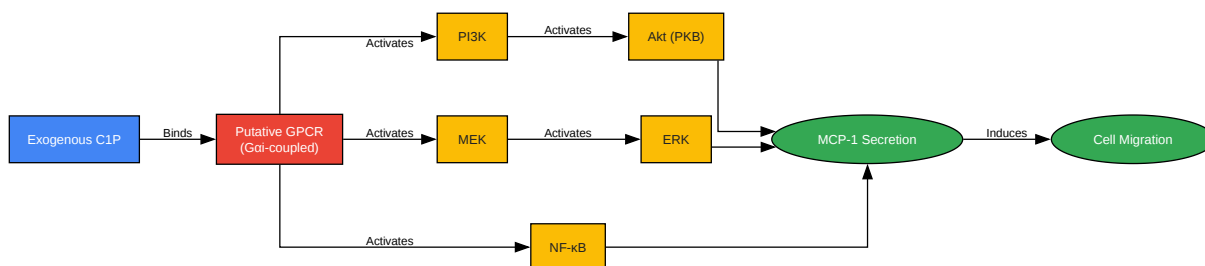 PI3K
Activates
Akt (PKB)
Activates
Exogenous C1P
Binds
Putative GPCR
(Gαi-coupled)
Activates
MEK
Activates
ERK
MCP-1 Secretion
Induces
Cell Migration
Activates
NF-κB